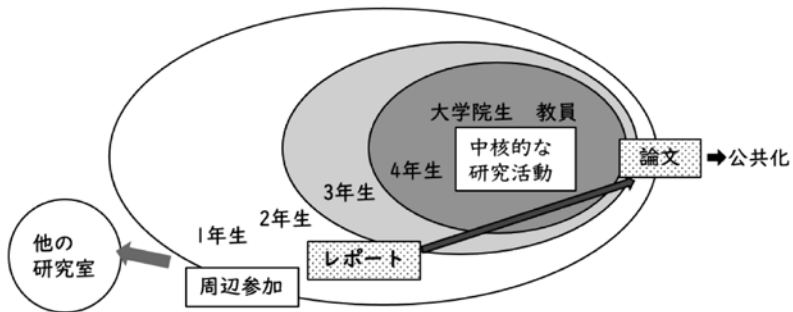 大学院生 教員
中核的な
研究活動
論文
➡公共化
4年生
3年生
2年生
1年生
レポート
他の
研究室
周辺参加